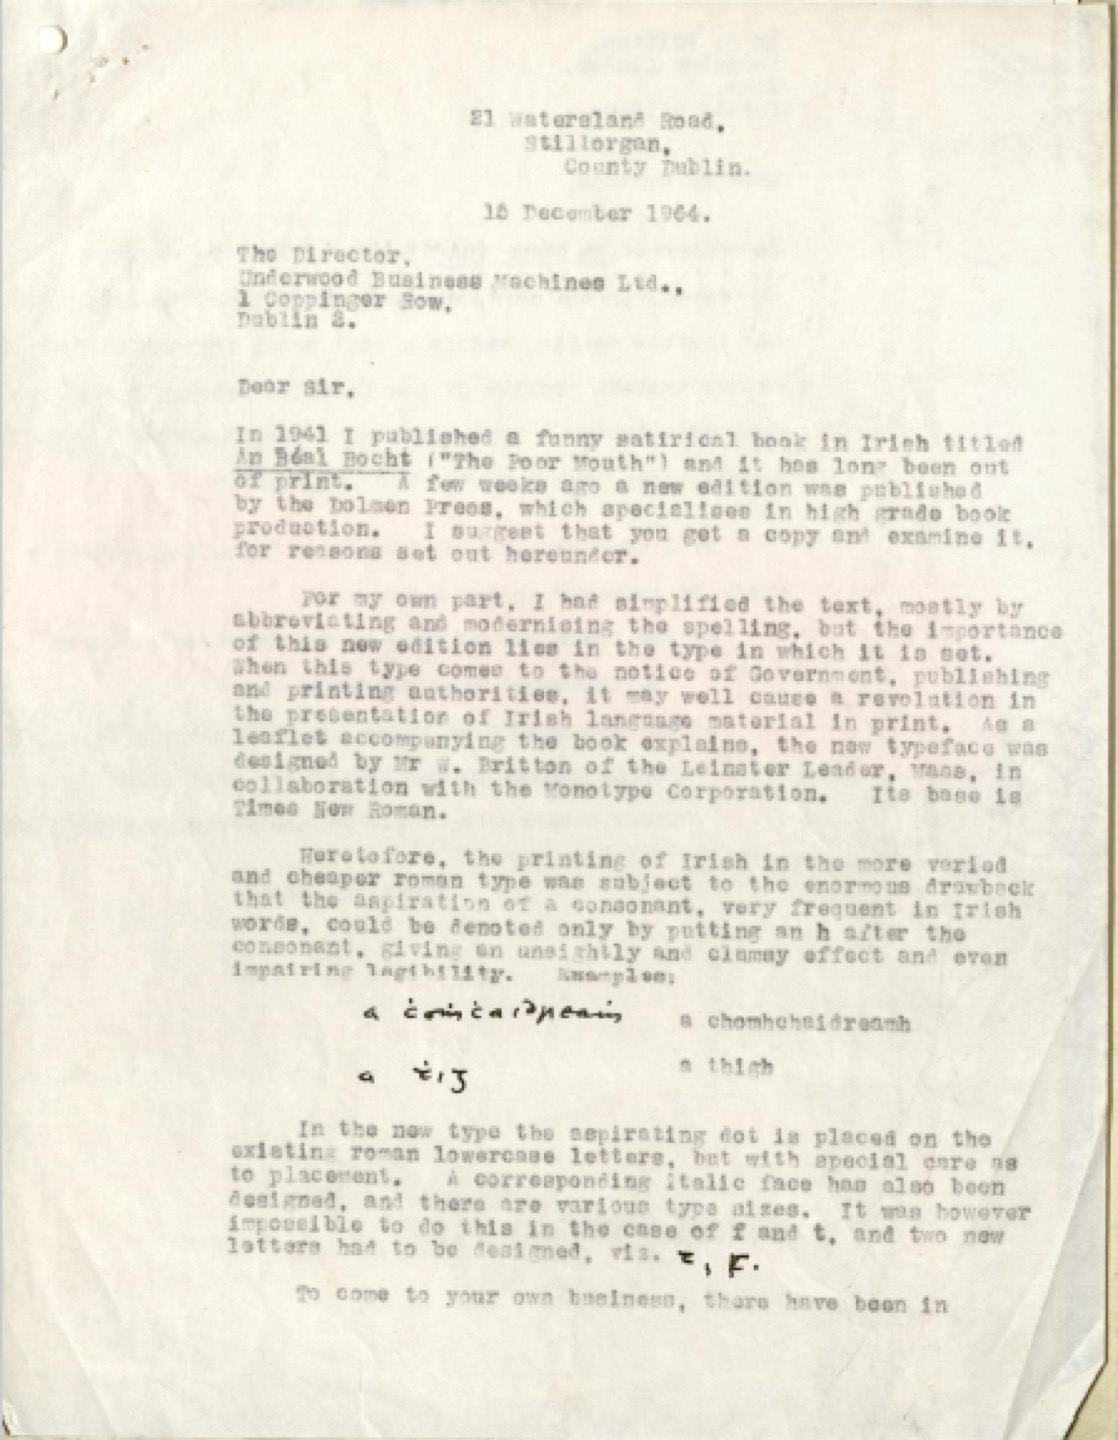 21 Watersland Road,
Stillorgan,
County Dublin.
15 December 1964.
The Director,
Underwood Business Machines Ltd.,
1 Coppinger Row,
Dublin 2.
Dear Sir,
In 1941 I published a funny satirical book in Irish titled
An Béal Bocht ("The Poor Mouth") and it has long been out
of print. A few weeks ago a new edition was published
by the Dolmen Press, which specialises in high grade book
production. I suggest that you get a copy and examine it,
for reasons set out hereunder.
For my own part, I had simplified the text, mostly by
abbreviating and modernising the spelling, but the importance
of this new edition lies in the type in which it is set.
When this type comes to the notice of Government, publishing
and printing authorities, it may well cause a revolution in
the presentation of Irish language material in print. As a
leaflet accompanying the book explains, the new typeface was
designed by Mr W. Britton of the Leinster Leader, Naas, in
collaboration with the Monotype Corporation. Its base is
Times New Roman.
Heretofore, the printing of Irish in the more varied
and cheaper roman type was subject to the enormous drawback
that the aspiration of a consonant, very frequent in Irish
words, could be denoted only by putting an h after the
consonant, giving an unsightly and clumsy effect and even
impairing legibility. Examples:
a ċoṁċaidreaṁ a chomhchaidreamh
a ṫiġ a thigh
In the new type the aspirating dot is placed on the
existing roman lowercase letters, but with special care as
to placement. A corresponding italic face has also been
designed, and there are various type sizes. It was however
impossible to do this in the case of f and t, and two new
letters had to be designed, viz. ꞇ, F.
To come to your own business, there have been in